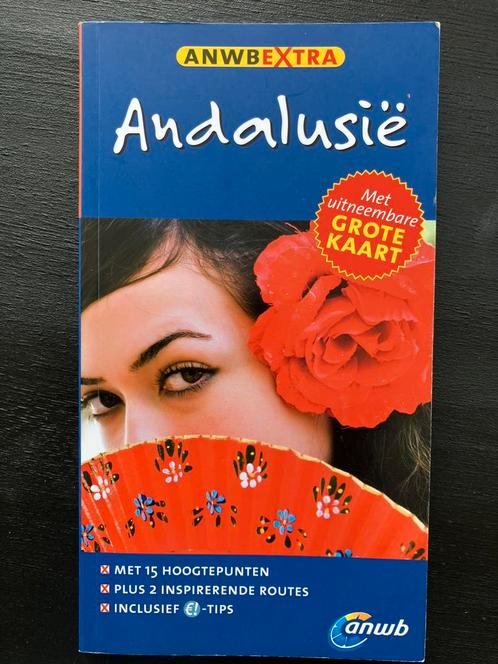 ANWBEXTRA
Andalusië
Met
uitneembare
GROTE
KAART
MET 15 HOOGTEPUNTEN
PLUS 2 INSPIRERENDE ROUTES
INCLUSIEF €!-TIPS
anwb